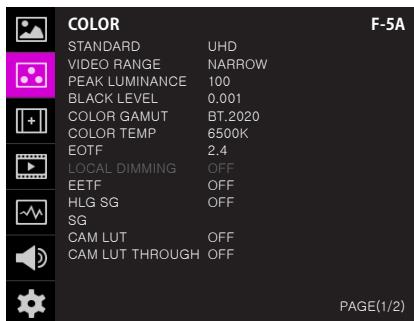 COLOR F-5A
STANDARD UHD
VIDEO RANGE NARROW
PEAK LUMINANCE 100
BLACK LEVEL 0.001
COLOR GAMUT BT.2020
COLOR TEMP 6500K
EOTF 2.4
LOCAL DIMMING OFF
EETF OFF
HLG SG OFF
SG
CAM LUT OFF
CAM LUT THROUGH OFF
PAGE(1/2)